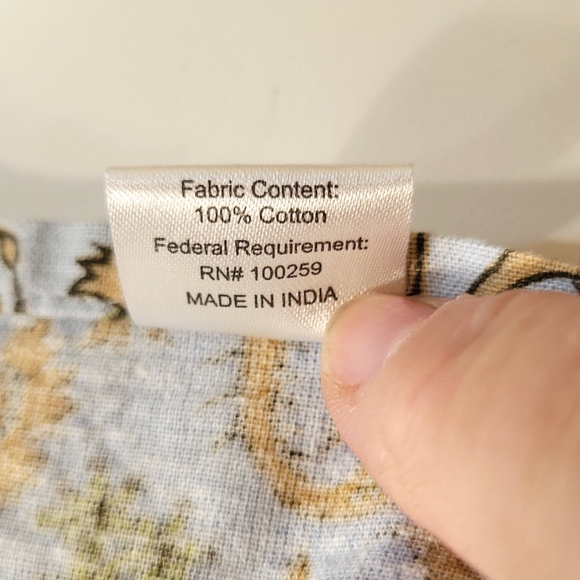 Fabric Content:
100% Cotton
Federal Requirement:
RN# 100259
MADE IN INDIA